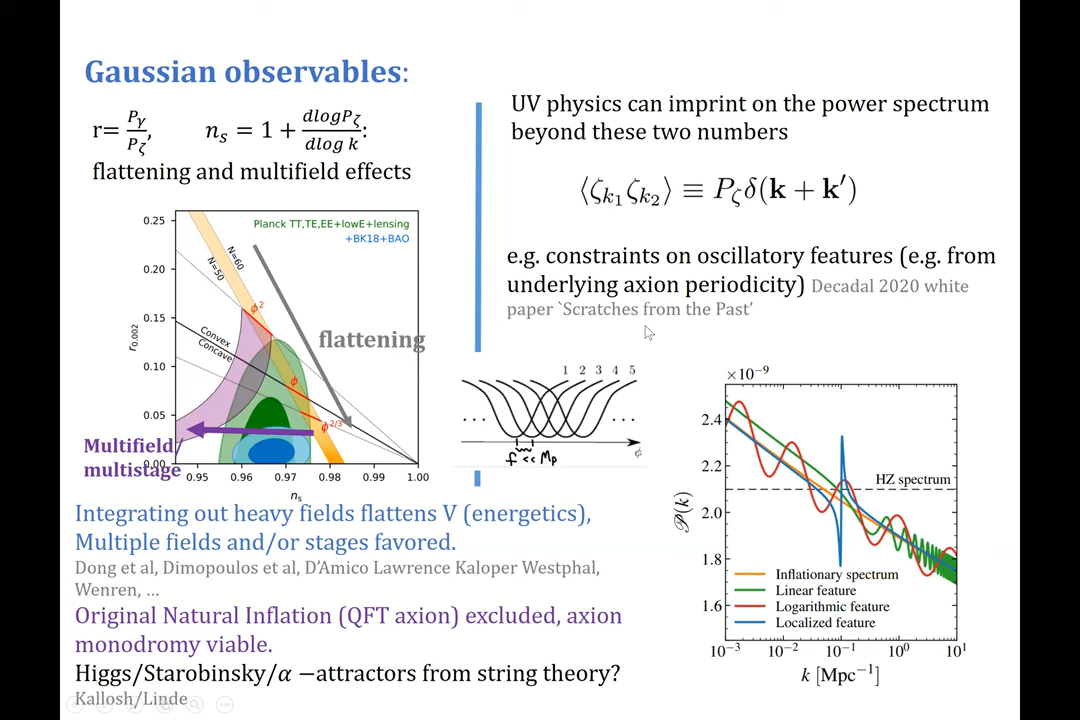 Gaussian observables:
r= P_γ/P_ζ, n_s = 1 + dlogP_ζ/dlog k :
flattening and multifield effects
Planck TT,TE,EE+lowE+lensing
+BK18+BAO
N=60
N=50
ϕ²
Convex
Concave
flattening
ϕ
ϕ^2/3
0.25
0.20
0.15
0.10
0.05
0.00
r_0.002
Multifield
multistage
0.95 0.96 0.97 0.98 0.99 1.00
n_s
Integrating out heavy fields flattens V (energetics),
Multiple fields and/or stages favored.
Dong et al, Dimopoulos et al, D’Amico Lawrence Kaloper Westphal,
Wenren, …
Original Natural Inflation (QFT axion) excluded, axion
monodromy viable.
Higgs/Starobinsky/α −attractors from string theory?
Kallosh/Linde
UV physics can imprint on the power spectrum
beyond these two numbers
⟨ζ_k₁ ζ_k₂⟩ ≡ P_ζ δ(k + k′)
e.g. constraints on oscillatory features (e.g. from
underlying axion periodicity) Decadal 2020 white
paper `Scratches from the Past’
1 2 3 4 5
... ...
f << Mp
ϕ
×10⁻⁹
2.4
2.2
2.0
1.8
1.6
𝒫(k)
HZ spectrum
Inflationary spectrum
Linear feature
Logarithmic feature
Localized feature
10⁻³ 10⁻² 10⁻¹ 10⁰ 10¹
k [Mpc⁻¹]